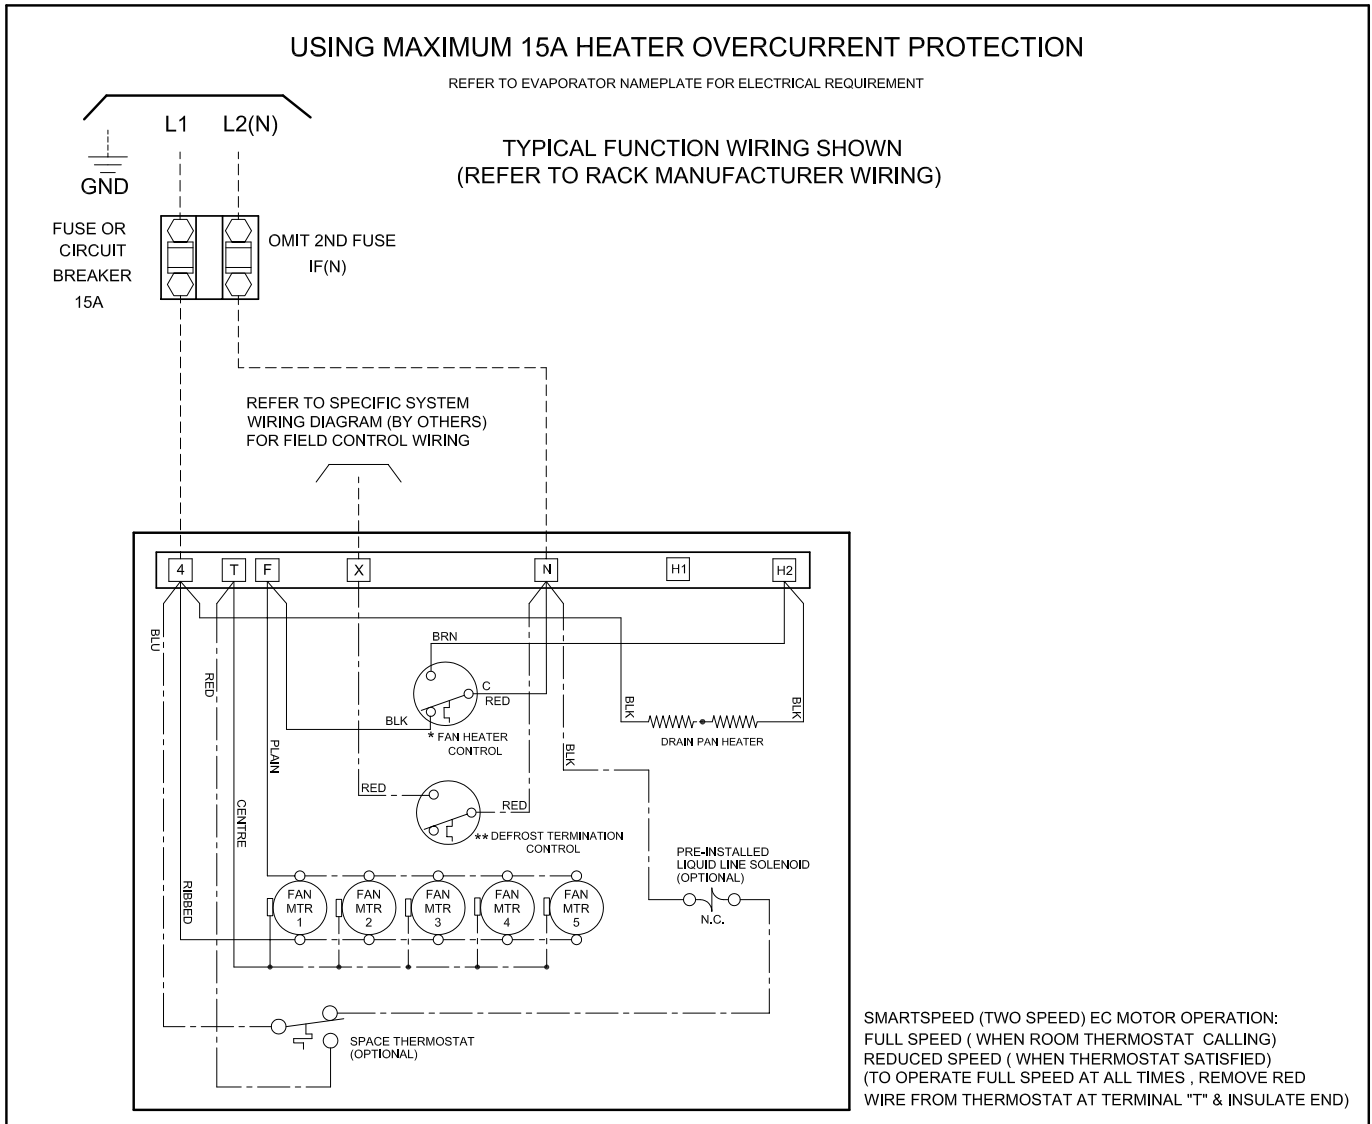 USING MAXIMUM 15A HEATER OVERCURRENT PROTECTION
REFER TO EVAPORATOR NAMEPLATE FOR ELECTRICAL REQUIREMENT
L1
L2(N)
GND
TYPICAL FUNCTION WIRING SHOWN
(REFER TO RACK MANUFACTURER WIRING)
FUSE OR
CIRCUIT
BREAKER
15A
OMIT 2ND FUSE
IF(N)
REFER TO SPECIFIC SYSTEM
WIRING DIAGRAM (BY OTHERS)
FOR FIELD CONTROL WIRING
4
T
F
X
N
H1
H2
BLU
RED
BRN
C
RED
BLK
* FAN HEATER
CONTROL
BLK
BLK
DRAIN PAN HEATER
PLAIN
BLK
CENTRE
RED
RED
** DEFROST TERMINATION
CONTROL
PRE-INSTALLED
LIQUID LINE SOLENOID
(OPTIONAL)
N.C.
RIBBED
FAN
MTR
1
FAN
MTR
2
FAN
MTR
3
FAN
MTR
4
FAN
MTR
5
SPACE THERMOSTAT
(OPTIONAL)
SMARTSPEED (TWO SPEED) EC MOTOR OPERATION:
FULL SPEED ( WHEN ROOM THERMOSTAT CALLING)
REDUCED SPEED ( WHEN THERMOSTAT SATISFIED)
(TO OPERATE FULL SPEED AT ALL TIMES , REMOVE RED
WIRE FROM THERMOSTAT AT TERMINAL "T" & INSULATE END)